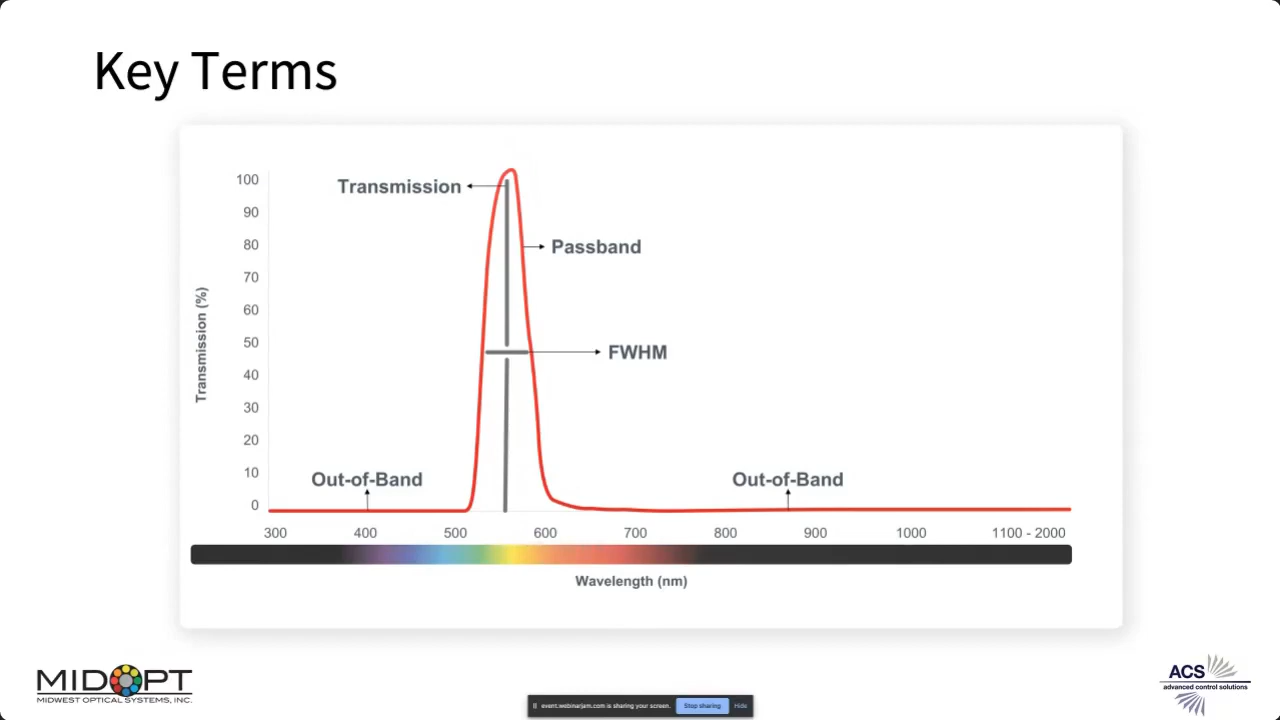 Key Terms
Transmission
Passband
FWHM
Out-of-Band
Out-of-Band
Transmission (%)
100
90
80
70
60
50
40
30
20
10
0
300 400 500 600 700 800 900 1000 1100 - 2000
Wavelength (nm)
MIDOPT
MIDWEST OPTICAL SYSTEMS, INC.
event.webinarjam.com is sharing your screen. Stop sharing Hide
ACS
advanced control solutions